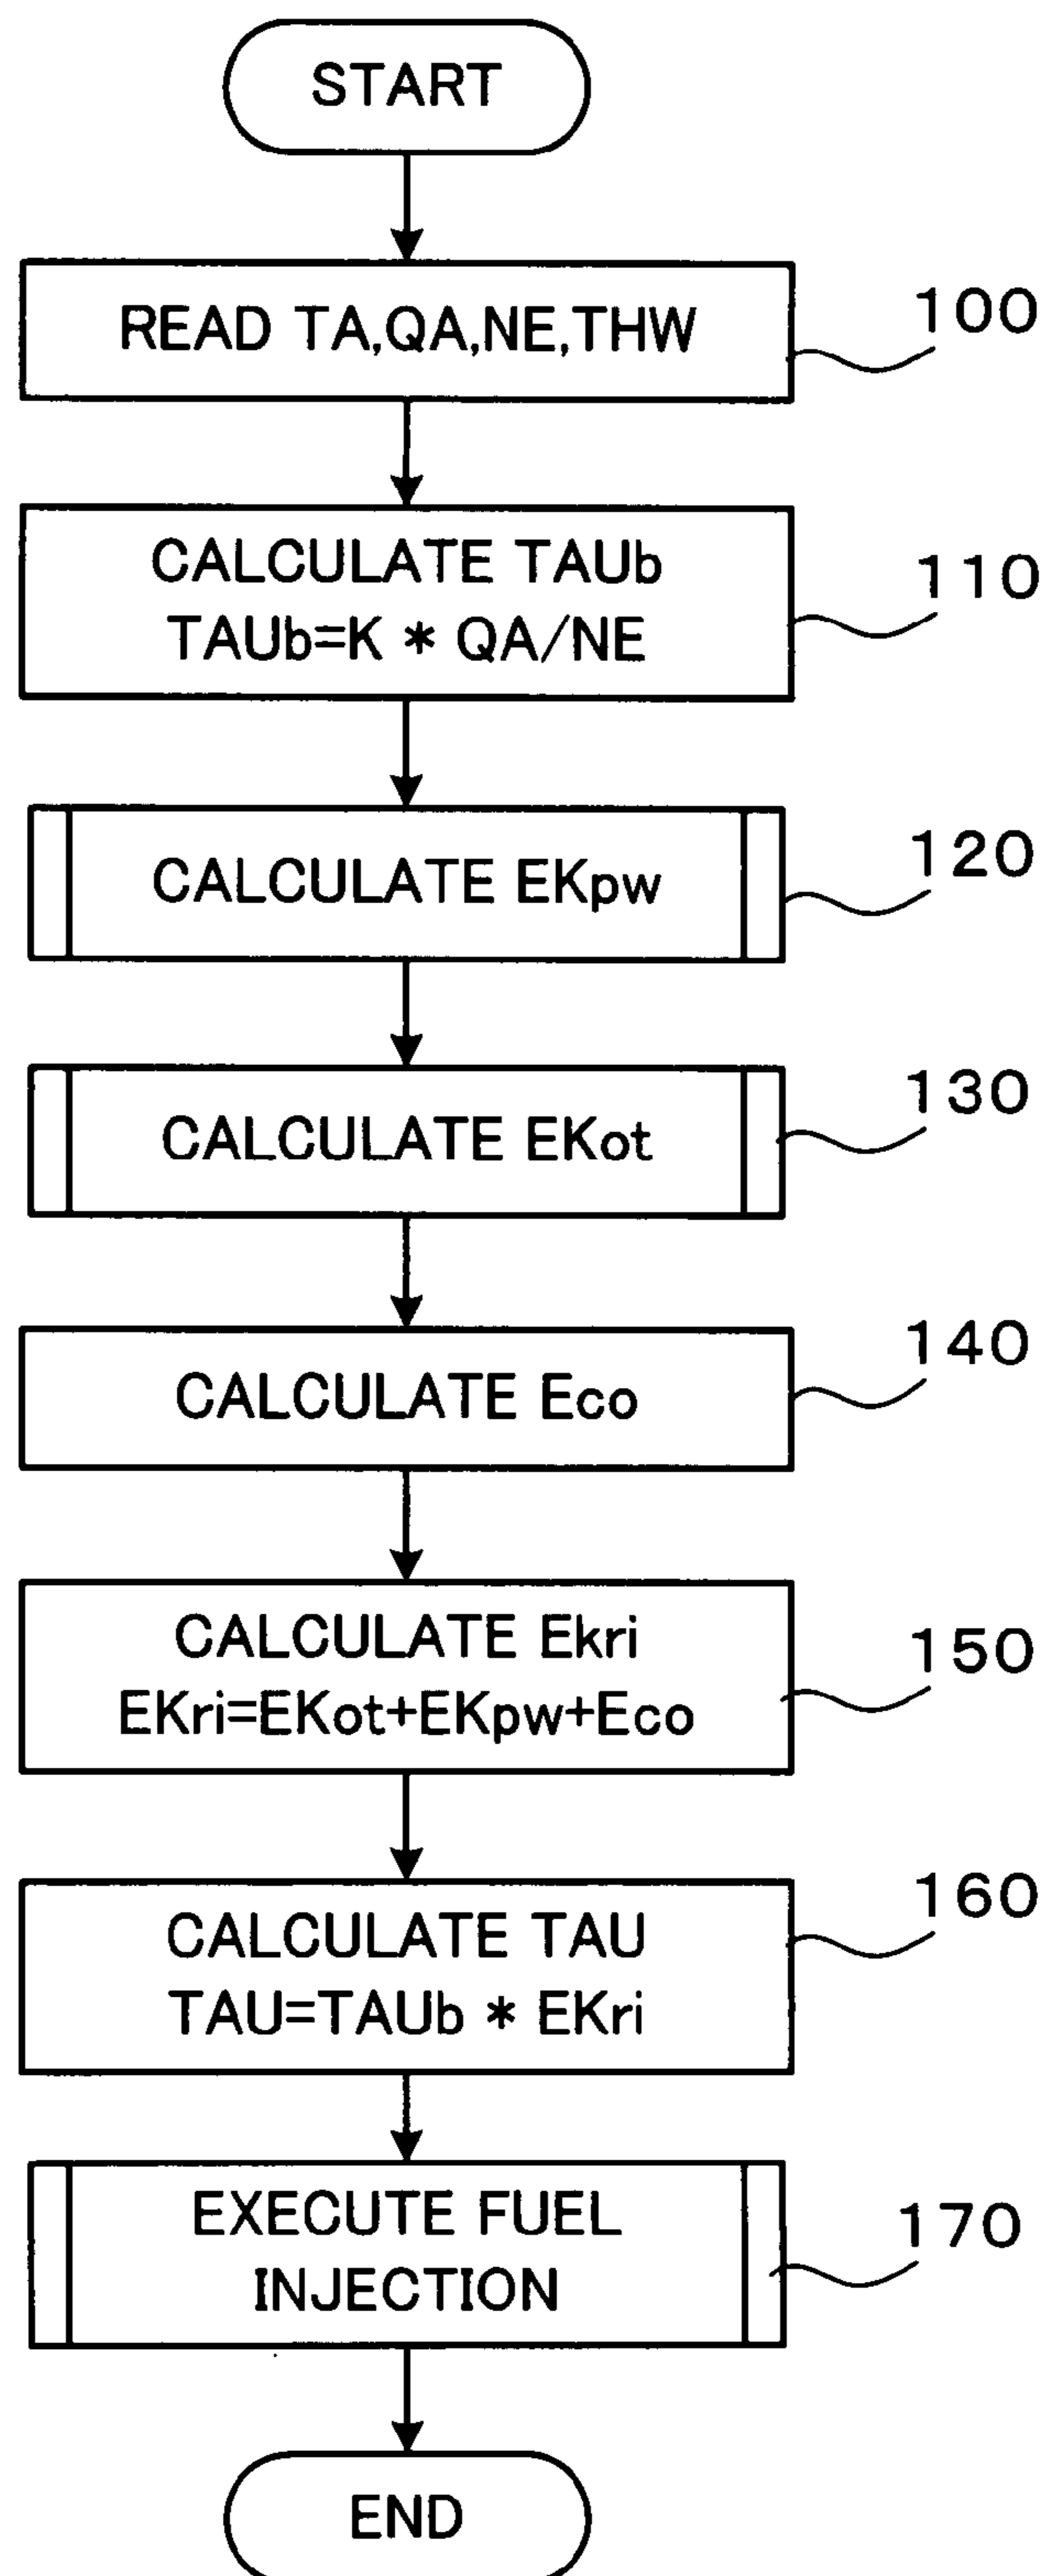 START
READ TA,QA,NE,THW
100
CALCULATE TAUb
TAUb=K * QA/NE
110
CALCULATE EKpw
120
CALCULATE EKot
130
CALCULATE Eco
140
CALCULATE Ekri
EKri=EKot+EKpw+Eco
150
CALCULATE TAU
TAU=TAUb * EKri
160
EXECUTE FUEL
INJECTION
170
END